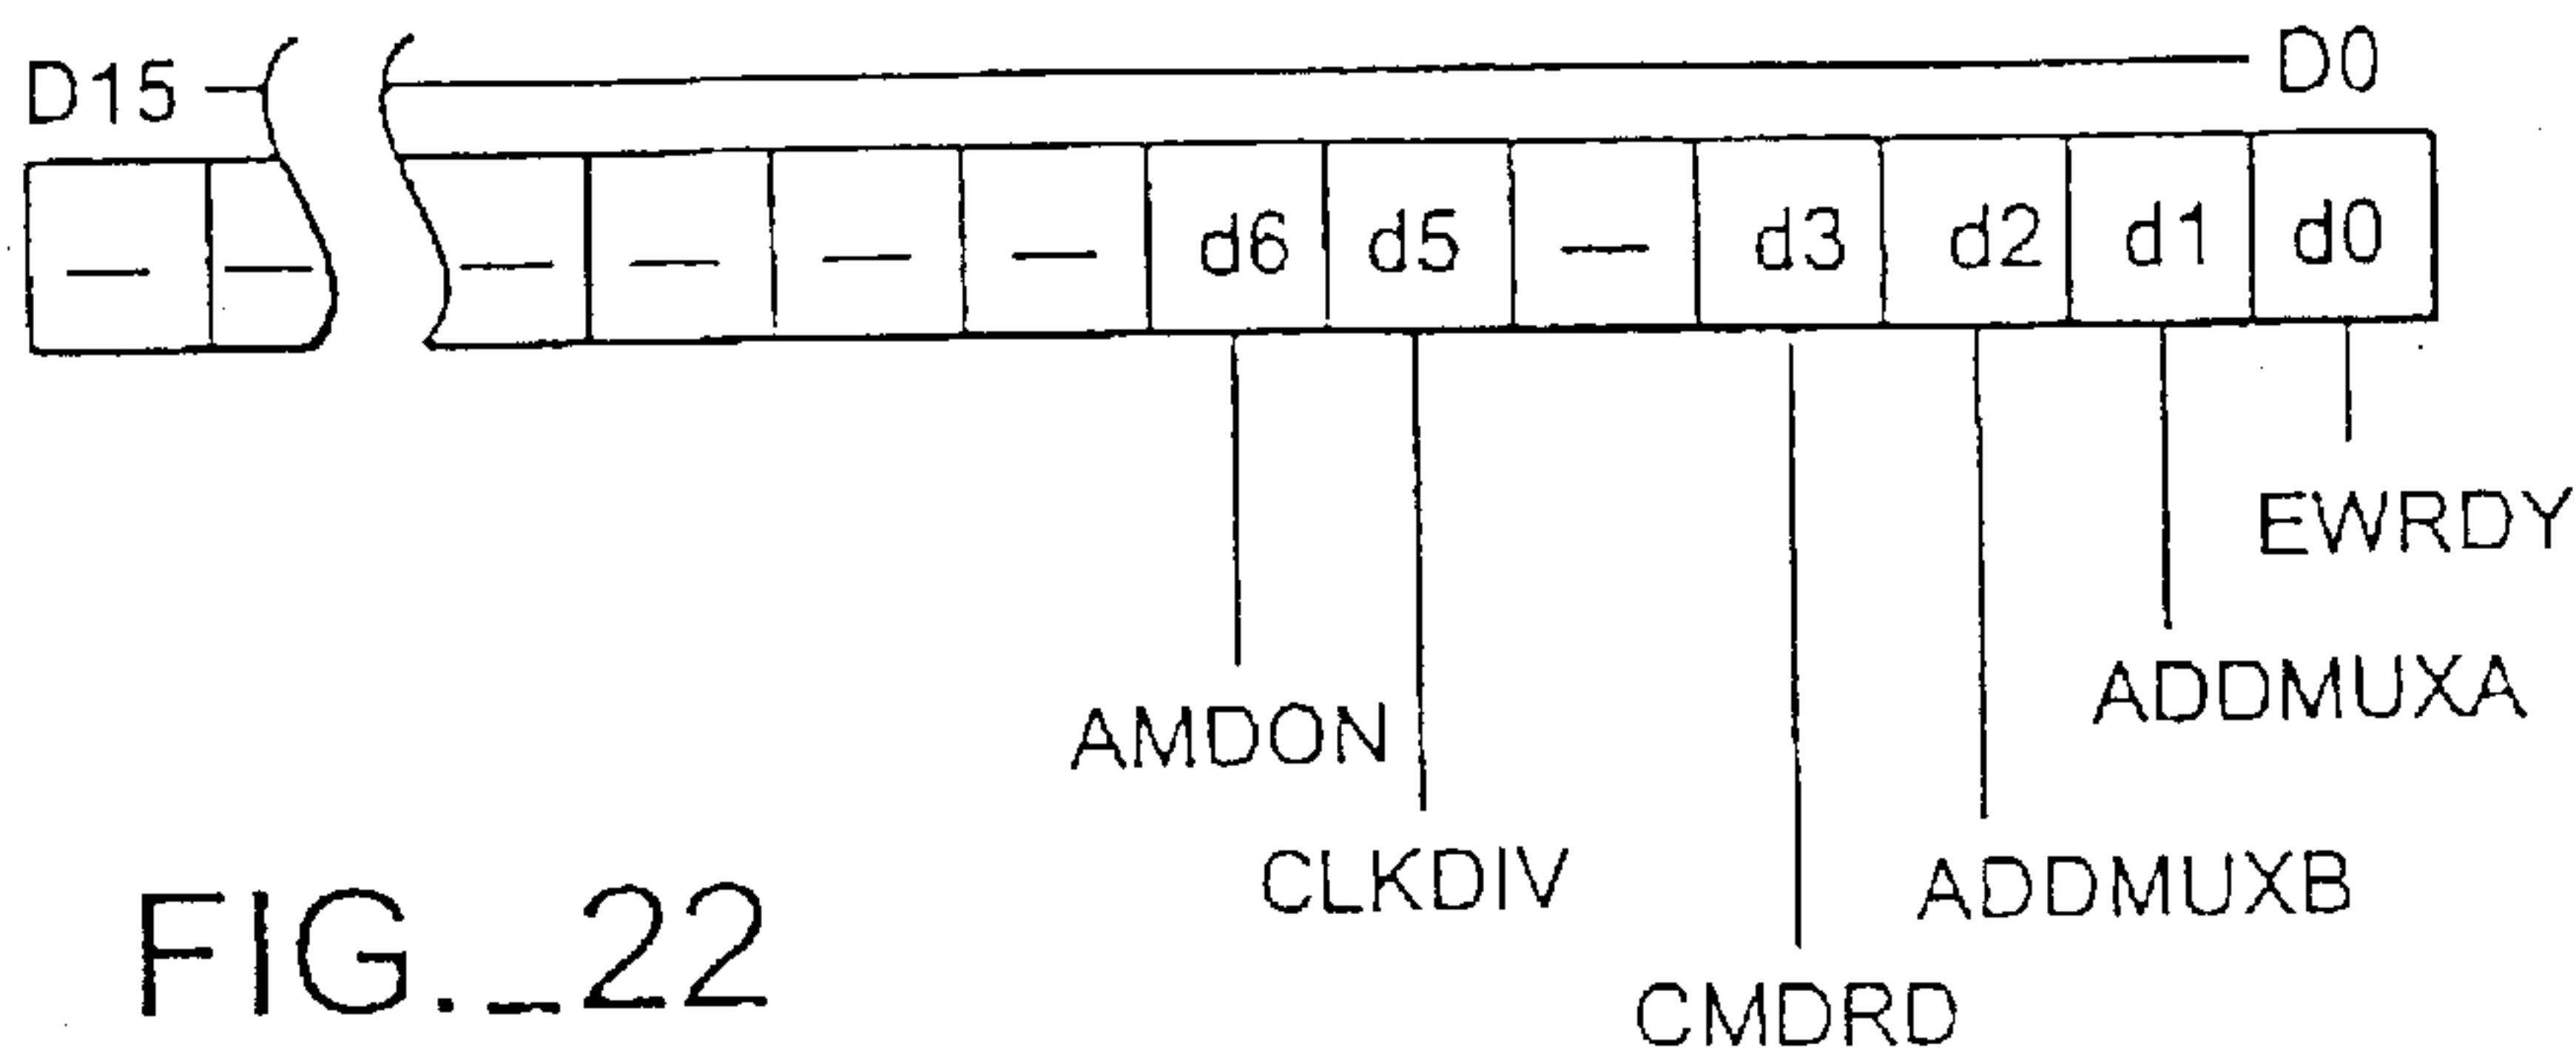 D15 D0
— — — — — — d6 d5 — d3 d2 d1 d0
EWRDY
ADDMUXA
AMDON
CLKDIV
ADDMUXB
CMDRD
FIG._22